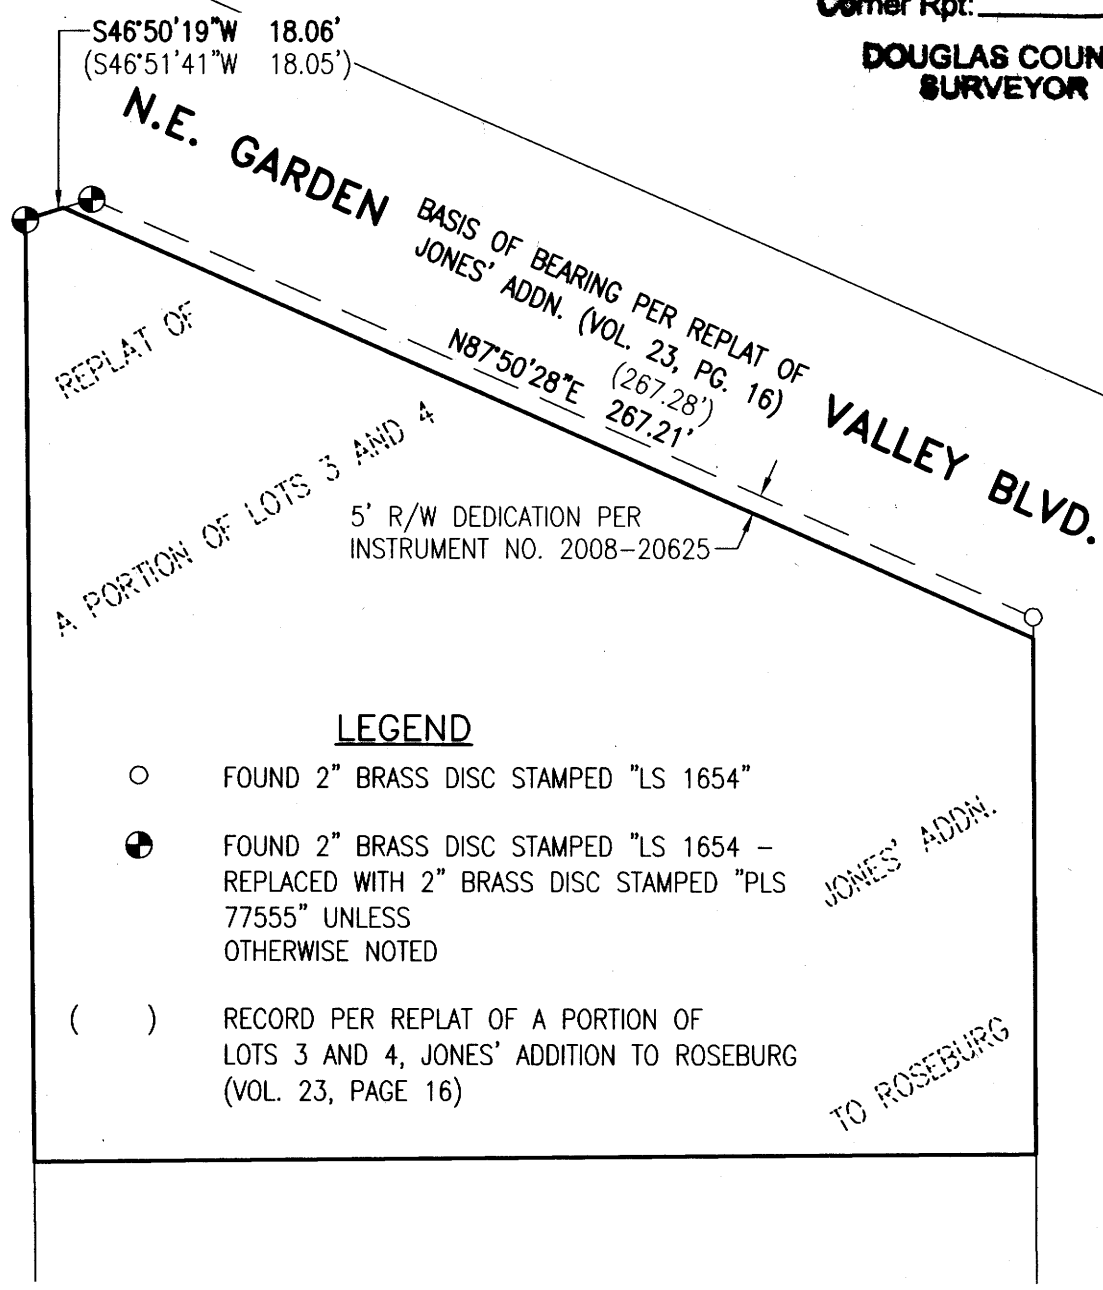 Corner Rpt:
DOUGLAS COUN
SURVEYOR
S46°50'19"W 18.06'
(S46°51'41"W 18.05')
N.E. GARDEN VALLEY BLVD.
BASIS OF BEARING PER REPLAT OF
JONES' ADDN. (VOL. 23, PG. 16)
(267.28')
N87°50'28"E 267.21'
REPLAT OF
A PORTION OF LOTS 3 AND 4
5' R/W DEDICATION PER
INSTRUMENT NO. 2008-20625
LEGEND
FOUND 2" BRASS DISC STAMPED "LS 1654"
FOUND 2" BRASS DISC STAMPED "LS 1654 –
REPLACED WITH 2" BRASS DISC STAMPED "PLS
77555" UNLESS
OTHERWISE NOTED
JONES' ADDN.
( ) RECORD PER REPLAT OF A PORTION OF
LOTS 3 AND 4, JONES' ADDITION TO ROSEBURG
(VOL. 23, PAGE 16)
TO ROSEBURG